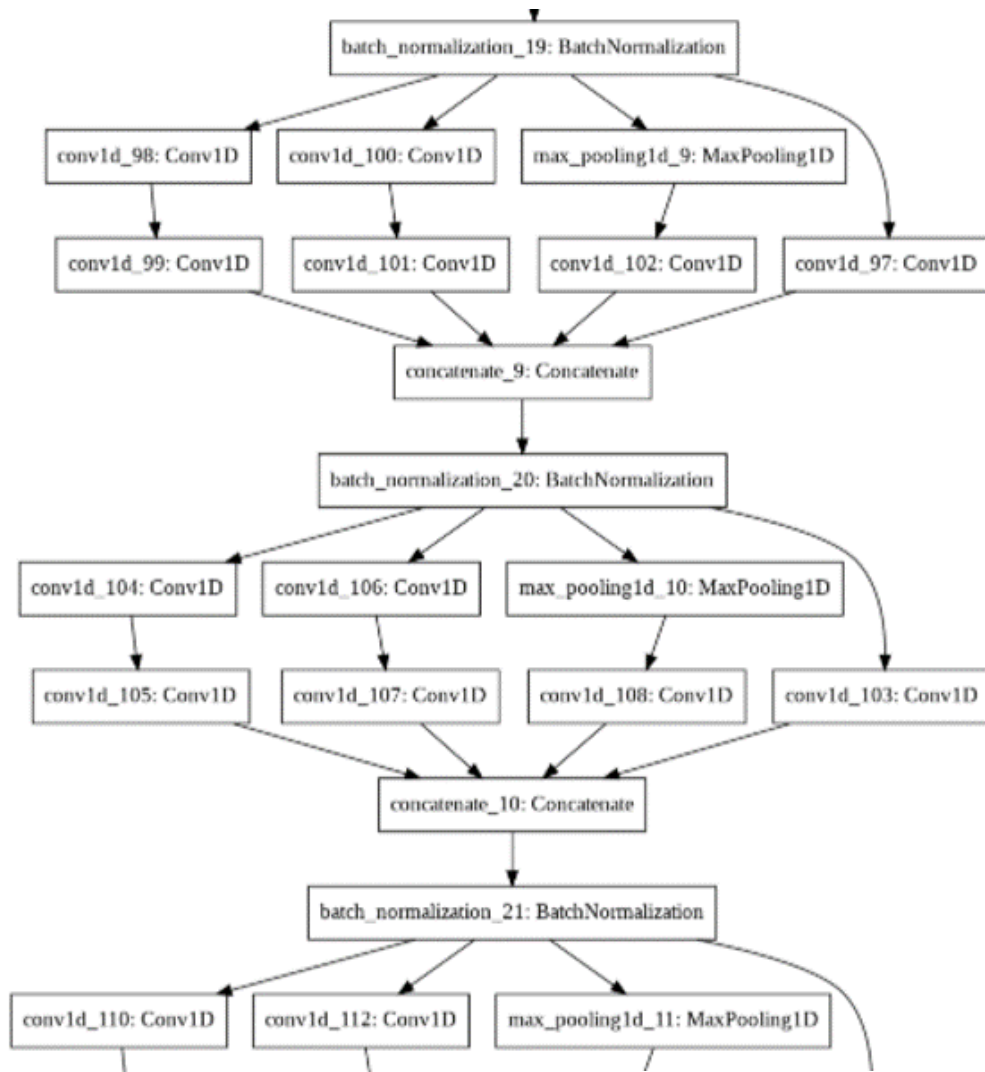 batch_normalization_19: BatchNormalization
conv1d_98: Conv1D
conv1d_100: Conv1D
max_pooling1d_9: MaxPooling1D
conv1d_99: Conv1D
conv1d_101: Conv1D
conv1d_102: Conv1D
conv1d_97: Conv1D
concatenate_9: Concatenate
batch_normalization_20: BatchNormalization
conv1d_104: Conv1D
conv1d_106: Conv1D
max_pooling1d_10: MaxPooling1D
conv1d_105: Conv1D
conv1d_107: Conv1D
conv1d_108: Conv1D
conv1d_103: Conv1D
concatenate_10: Concatenate
batch_normalization_21: BatchNormalization
conv1d_110: Conv1D
conv1d_112: Conv1D
max_pooling1d_11: MaxPooling1D